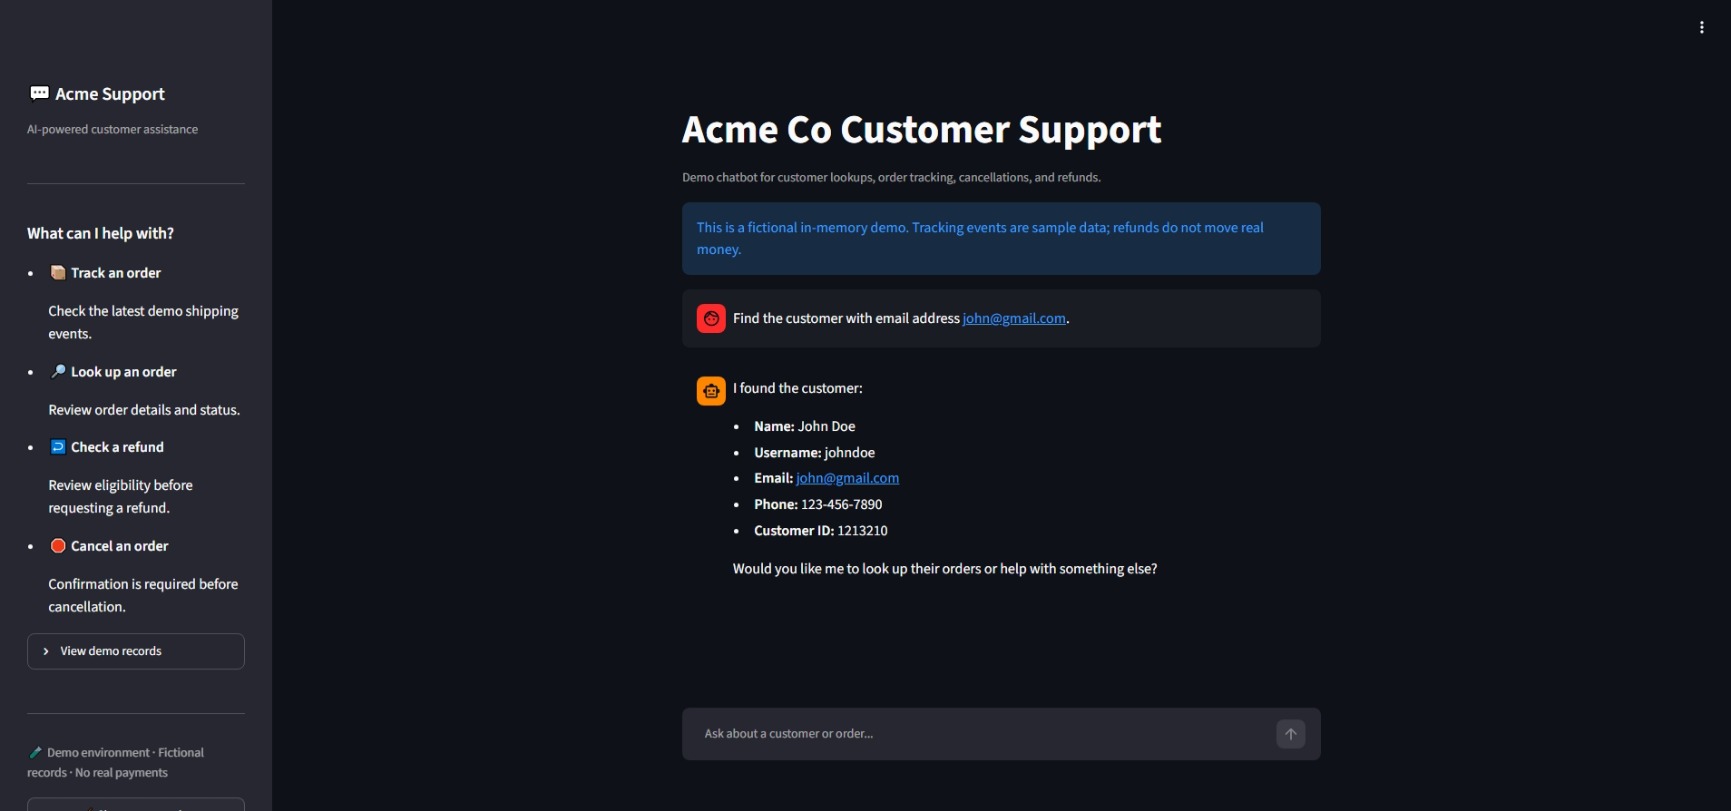 Acme Support
AI-powered customer assistance
What can I help with?
Track an order
Check the latest demo shipping
events.
Look up an order
Review order details and status.
Check a refund
Review eligibility before
requesting a refund.
Cancel an order
Confirmation is required before
cancellation.
View demo records
Demo environment · Fictional
records · No real payments
Acme Co Customer Support
Demo chatbot for customer lookups, order tracking, cancellations, and refunds.
This is a fictional in-memory demo. Tracking events are sample data; refunds do not move real
money.
Find the customer with email address john@gmail.com.
I found the customer:
Name: John Doe
Username: johndoe
Email: john@gmail.com
Phone: 123-456-7890
Customer ID: 1213210
Would you like me to look up their orders or help with something else?
Ask about a customer or order...